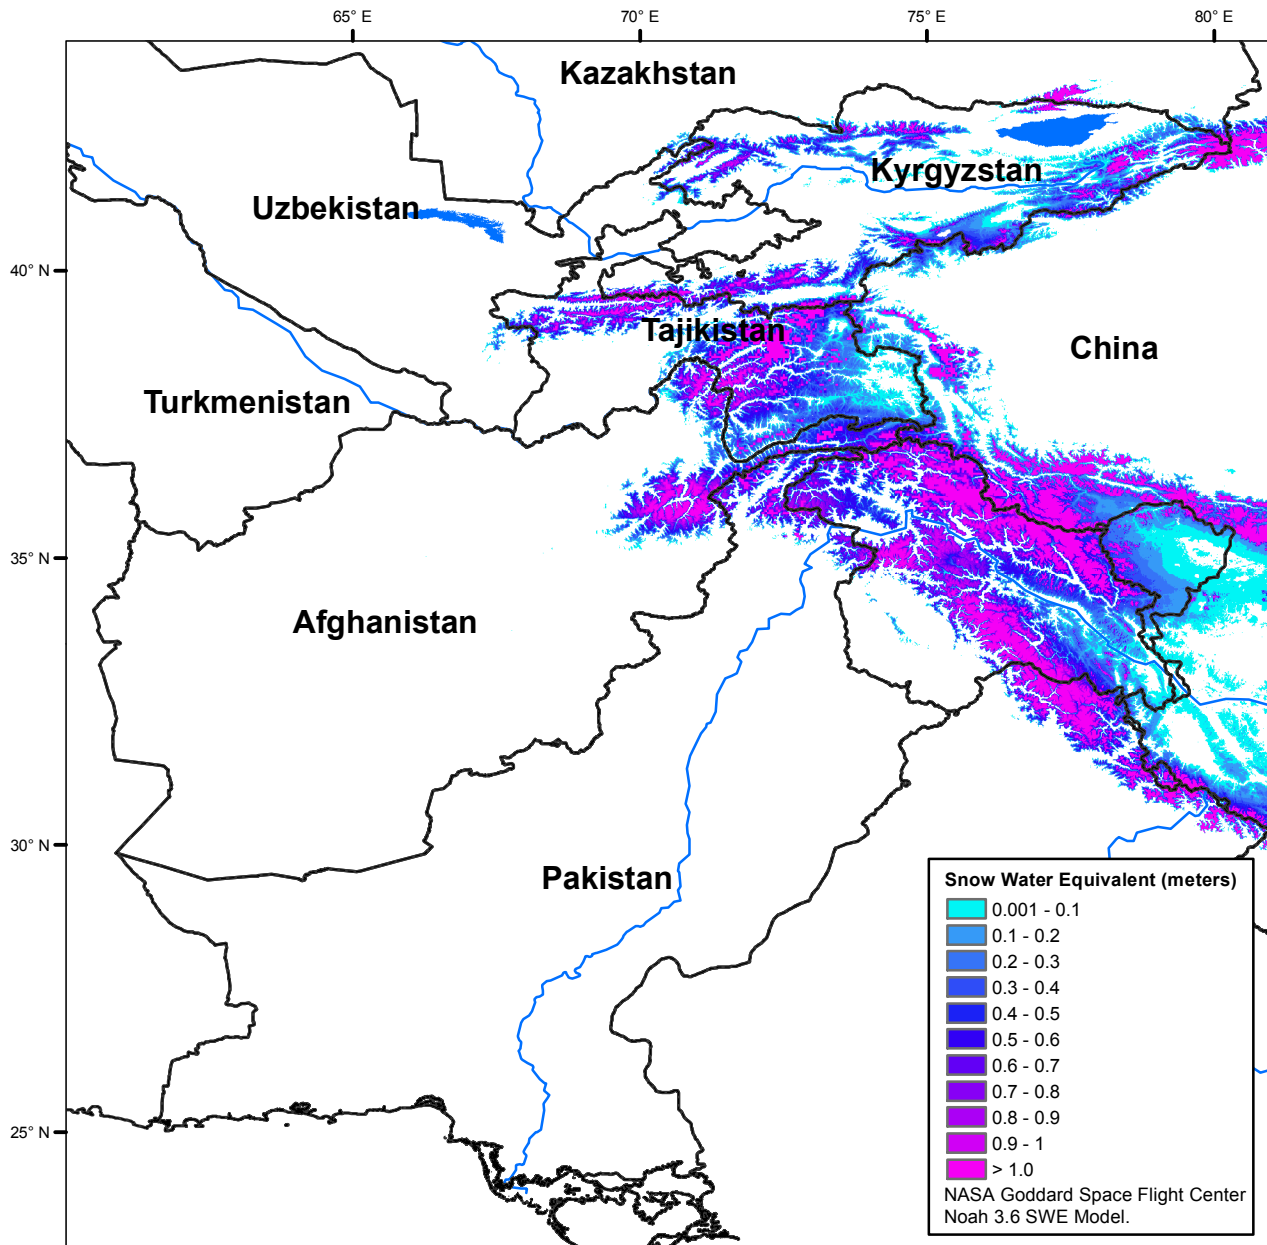 65° E
70° E
75° E
80° E
Kazakhstan
Kyrgyzstan
Uzbekistan
40° N
Tajikistan
China
Turkmenistan
35° N
Afghanistan
30° N
Pakistan
25° N
Snow Water Equivalent (meters)
0.001 - 0.1
0.1 - 0.2
0.2 - 0.3
0.3 - 0.4
0.4 - 0.5
0.5 - 0.6
0.6 - 0.7
0.7 - 0.8
0.8 - 0.9
0.9 - 1
> 1.0
NASA Goddard Space Flight Center
Noah 3.6 SWE Model.